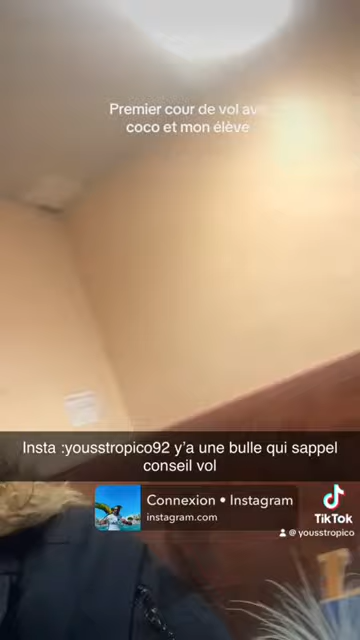 Premier cour de vol av
coco et mon élève
Insta :yousstropico92 y'a une bulle qui sappel
conseil vol
Connexion • Instagram
instagram.com
TikTok
@ yousstropico